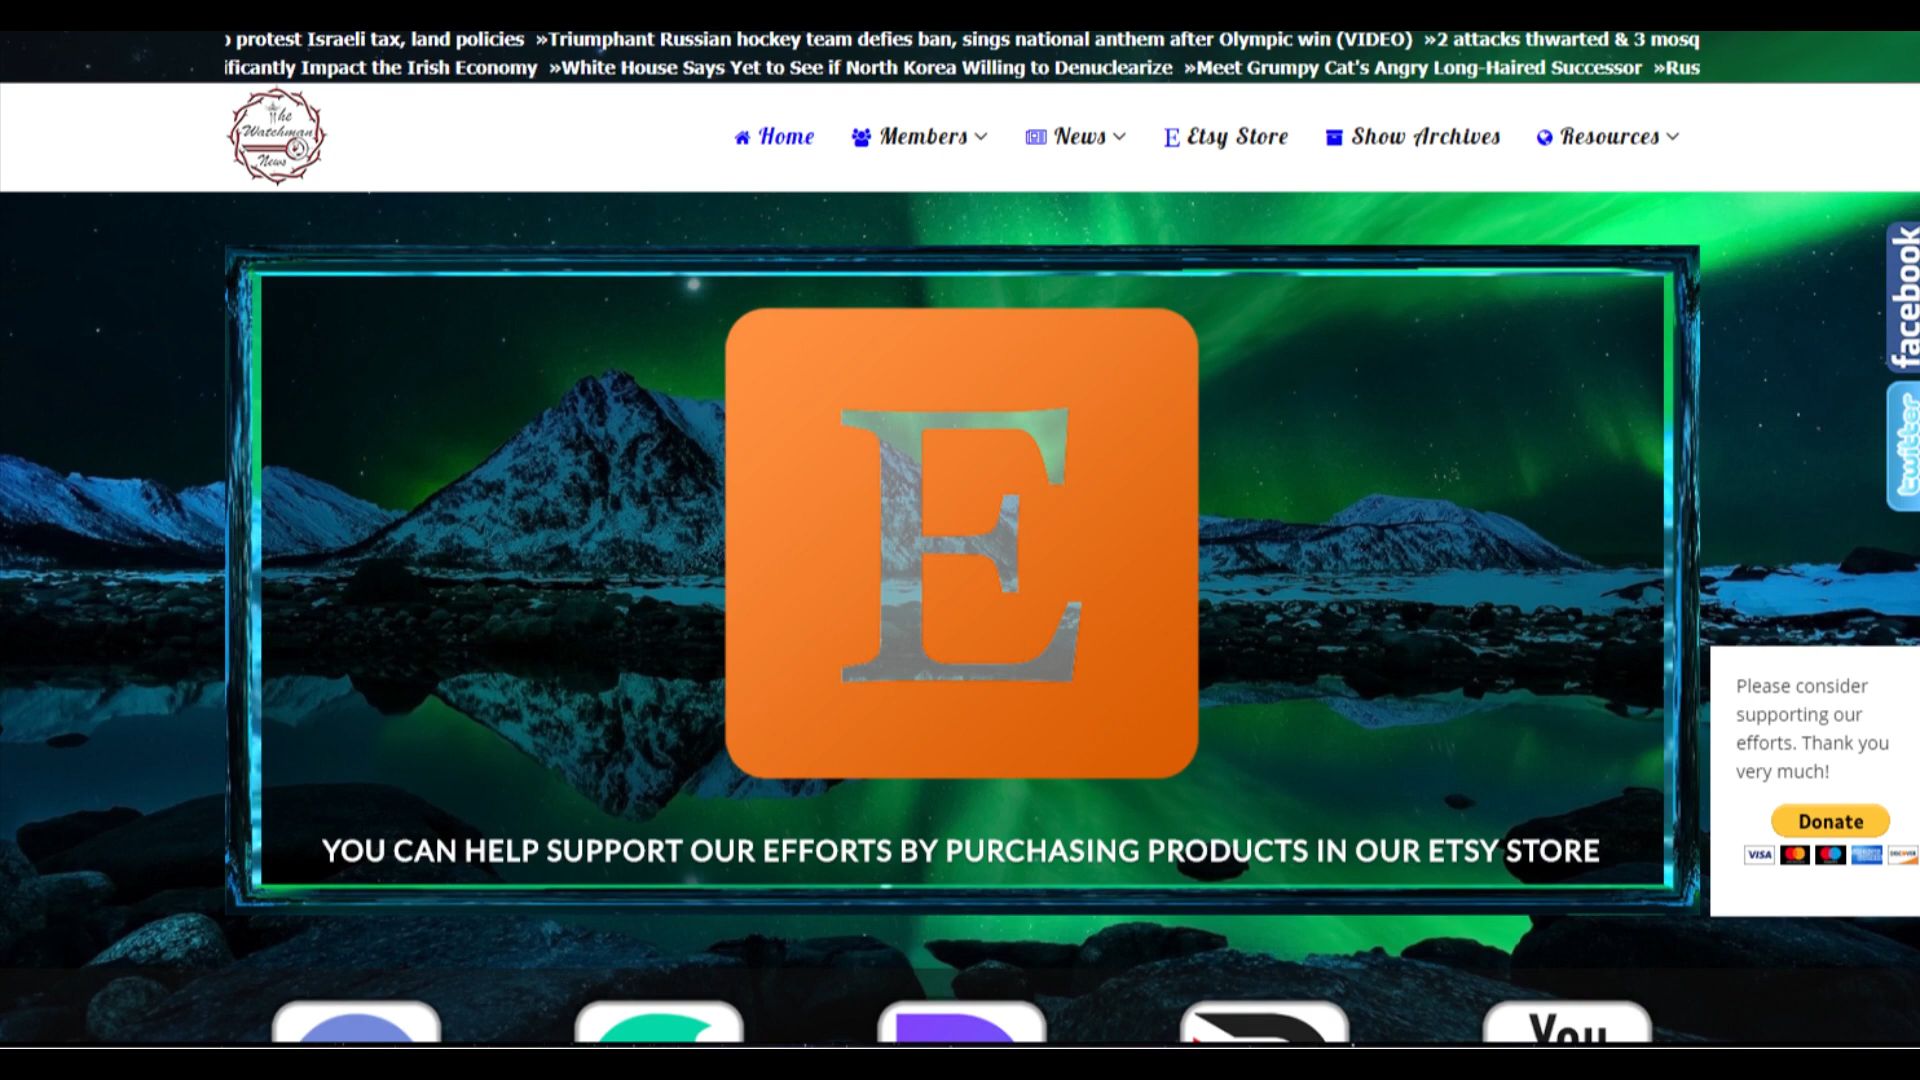 protest Israeli tax, land policies »Triumphant Russian hockey team defies ban, sings national anthem after Olympic win (VIDEO) »2 attacks thwarted & 3 mosq
ificantly Impact the Irish Economy »White House Says Yet to See if North Korea Willing to Denuclearize »Meet Grumpy Cat's Angry Long-Haired Successor »Rus
The
Watchman
News
Home Members News E Etsy Store Show Archives Resources
facebook
twitter
E
Please consider
supporting our
efforts. Thank you
very much!
Donate
VISA
DISCOVER
YOU CAN HELP SUPPORT OUR EFFORTS BY PURCHASING PRODUCTS IN OUR ETSY STORE
You